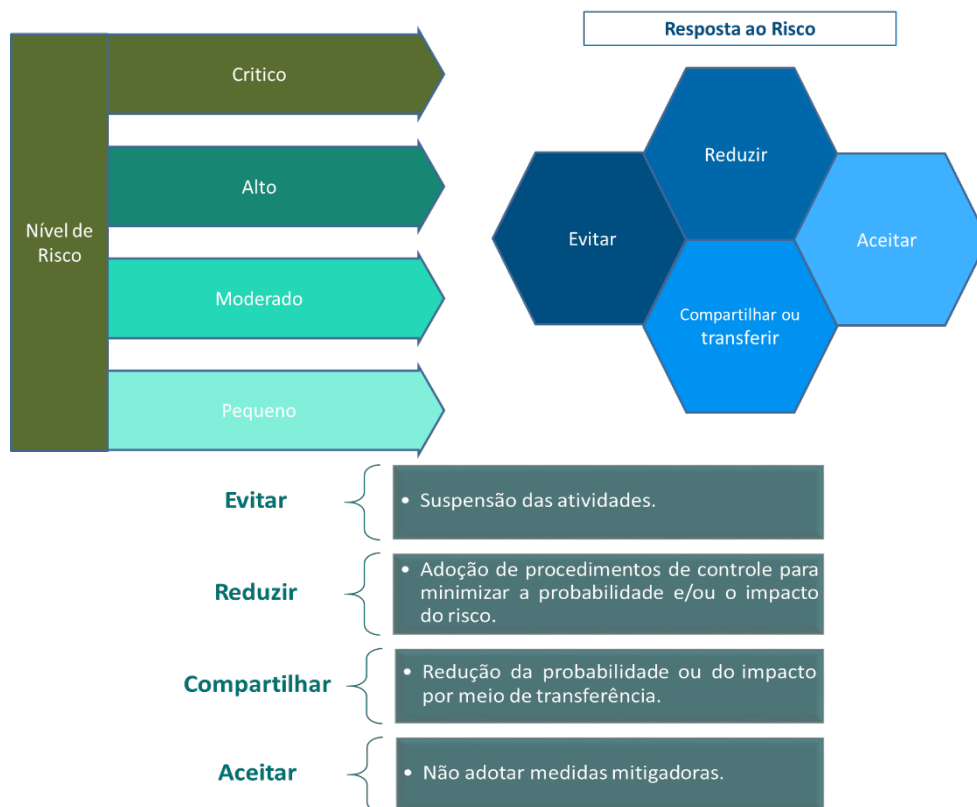 Nível de
Risco
Critico
Alto
Moderado
Pequeno
Resposta ao Risco
Reduzir
Evitar
Aceitar
Compartilhar ou
transferir
Evitar
• Suspensão das atividades.
Reduzir
• Adoção de procedimentos de controle para
minimizar a probabilidade e/ou o impacto
do risco.
Compartilhar
• Redução da probabilidade ou do impacto
por meio de transferência.
Aceitar
• Não adotar medidas mitigadoras.